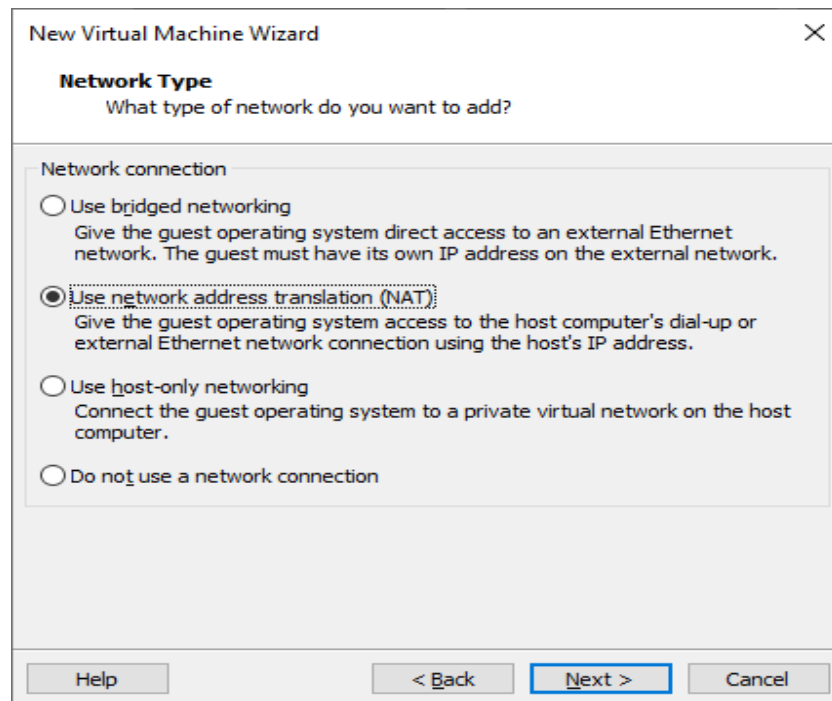 New Virtual Machine Wizard
Network Type
What type of network do you want to add?
Network connection
Use bridged networking
Give the guest operating system direct access to an external Ethernet
network. The guest must have its own IP address on the external network.
Use network address translation (NAT)
Give the guest operating system access to the host computer's dial-up or
external Ethernet network connection using the host's IP address.
Use host-only networking
Connect the guest operating system to a private virtual network on the host
computer.
Do not use a network connection
Help
< Back
Next >
Cancel